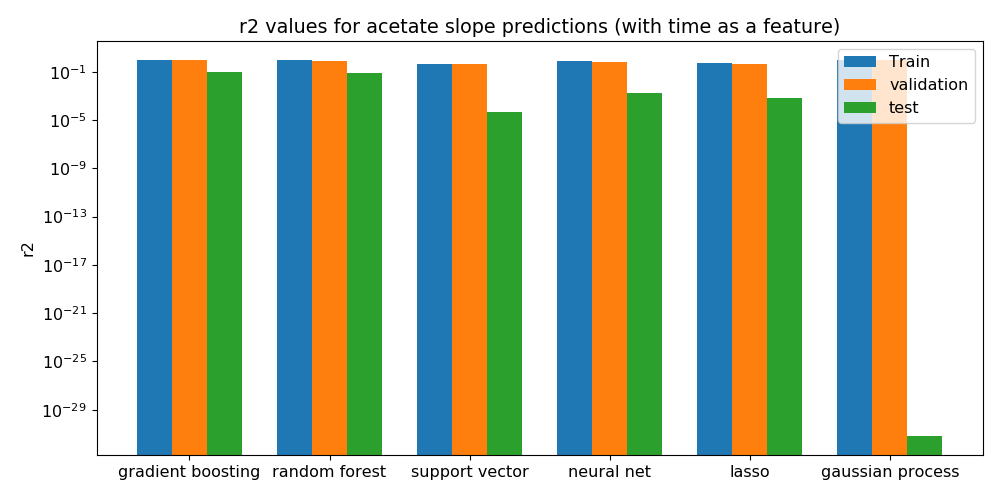 r2 values for acetate slope predictions (with time as a feature)
Train
validation
test
r2
10⁻¹
10⁻⁵
10⁻⁹
10⁻¹³
10⁻¹⁷
10⁻²¹
10⁻²⁵
10⁻²⁹
gradient boosting random forest support vector neural net lasso gaussian process